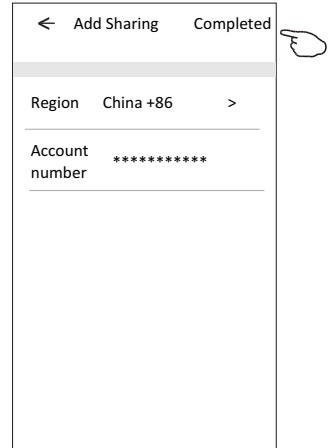 ← Add Sharing Completed
Region China +86 >
Account
number ***********